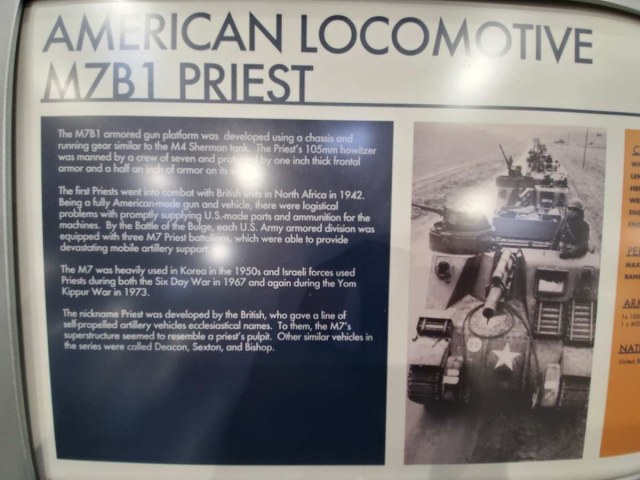 AMERICAN LOCOMOTIVE
M7B1 PRIEST
The M7B1 armored gun platform was developed using a chassis and
running gear similar to the M4 Sherman tank. The Priest's 105mm howitzer
was manned by a crew of seven and protected by one inch thick frontal
armor and a half an inch of armor on its
The first Priests went into combat with British units in North Africa in 1942.
Being a fully American-made gun and vehicle, there were logistical
problems with promptly supplying U.S.-made parts and ammunition for the
machines. By the Battle of the Bulge, each U.S. Army armored division was
equipped with three M7 Priest battalions, which were able to provide
devastating mobile artillery support.
The M7 was heavily used in Korea in the 1950s and Israeli forces used
Priests during both the Six Day War in 1967 and again during the Yom
Kippur War in 1973.
The nickname Priest was developed by the British, who gave a line of
self-propelled artillery vehicles ecclesiastical names. To them, the M7's
superstructure seemed to resemble a priest's pulpit. Other similar vehicles in
the series were called Deacon, Sexton, and Bishop.